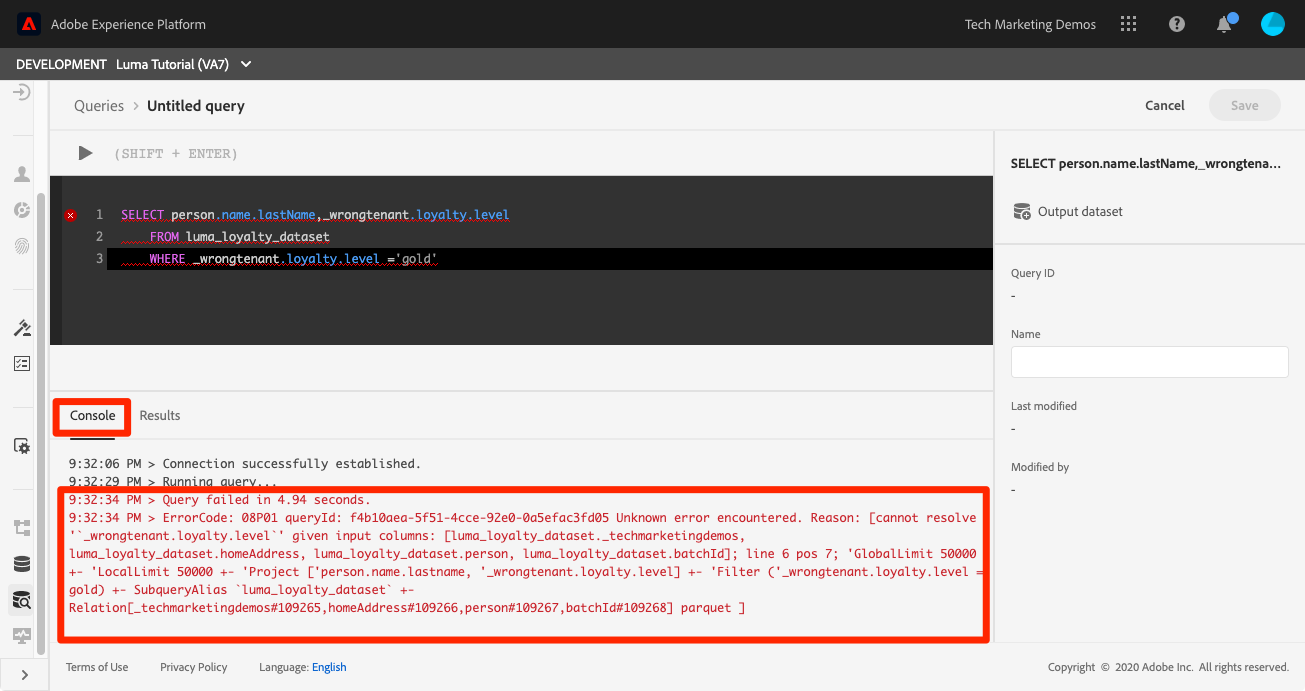 Adobe Experience Platform
Tech Marketing Demos
DEVELOPMENT Luma Tutorial (VA7)
Queries > Untitled query
Cancel
Save
(SHIFT + ENTER)
1 SELECT person.name.lastName,_wrongtenant.loyalty.level
2 FROM luma_loyalty_dataset
3 WHERE _wrongtenant.loyalty.level ='gold'
SELECT person.name.lastName,_wrongtena...
Output dataset
Query ID
-
Name
Last modified
-
Modified by
-
Console
Results
9:32:06 PM > Connection successfully established.
9:32:29 PM > Running query...
9:32:34 PM > Query failed in 4.94 seconds.
9:32:34 PM > ErrorCode: 08P01 queryId: f4b10aea-5f51-4cce-92e0-0a5efac3fd05 Unknown error encountered. Reason: [cannot resolve
'`_wrongtenant.loyalty.level`' given input columns: [luma_loyalty_dataset._techmarketingdemos,
luma_loyalty_dataset.homeAddress, luma_loyalty_dataset.person, luma_loyalty_dataset.batchId]; line 6 pos 7; 'GlobalLimit 50000
+- 'LocalLimit 50000 +- 'Project ['person.name.lastname, '_wrongtenant.loyalty.level] +- 'Filter ('_wrongtenant.loyalty.level =
gold) +- SubqueryAlias `luma_loyalty_dataset` +-
Relation[_techmarketingdemos#109265,homeAddress#109266,person#109267,batchId#109268] parquet ]
Terms of Use
Privacy Policy
Language: English
Copyright © 2020 Adobe Inc. All rights reserved.